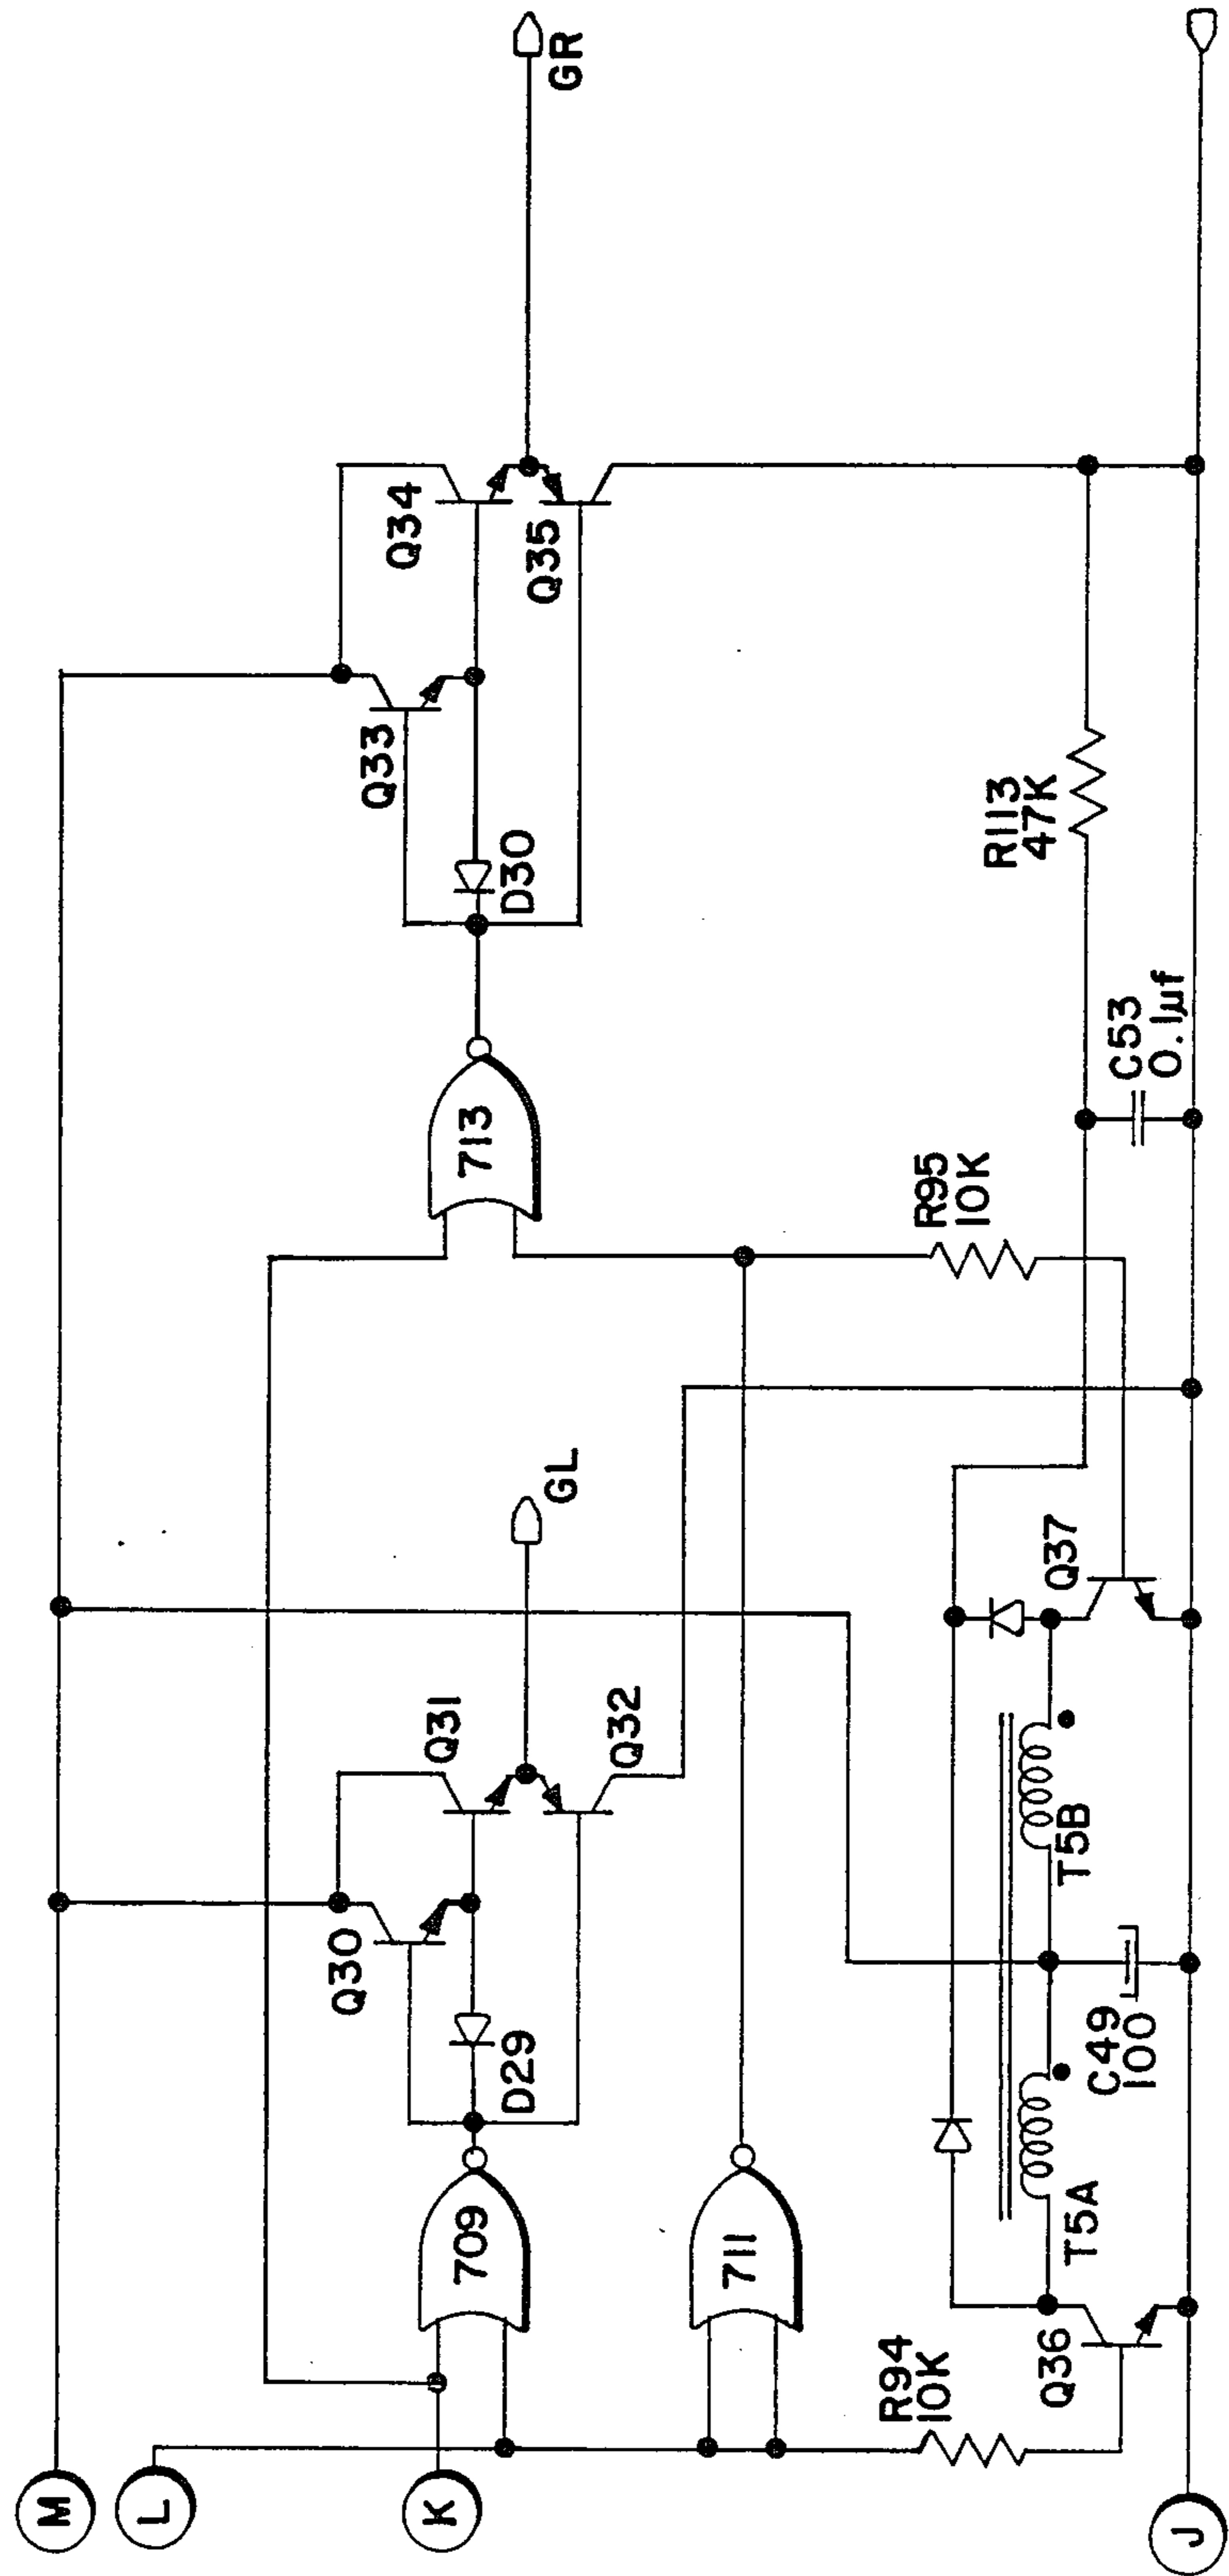 M
L
K
J
709
711
713
D29
Q30
Q31
Q32
GL
D30
Q33
Q34
Q35
GR
R94
10K
Q36
T5A
C49
100
T5B
Q37
R95
10K
C53
0.1µf
R113
47K